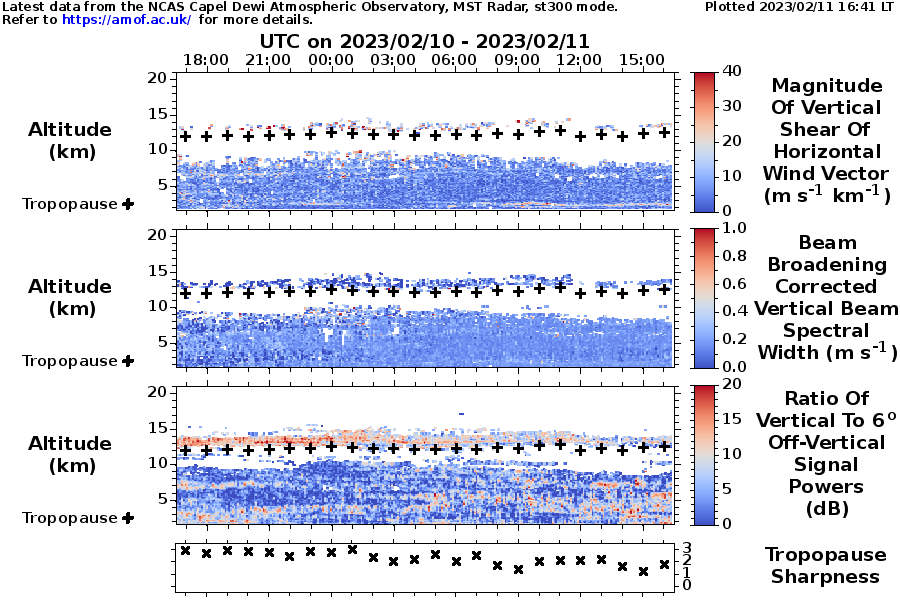 Latest data from the NCAS Capel Dewi Atmospheric Observatory, MST Radar, st300 mode.
Plotted 2023/02/11 16:41 LT
Refer to https://amof.ac.uk/ for more details.
UTC on 2023/02/10 - 2023/02/11
18:00 21:00 00:00 03:00 06:00 09:00 12:00 15:00
20
15
10
5
Altitude
(km)
Tropopause
40
30
20
10
0
Magnitude
Of Vertical
Shear Of
Horizontal
Wind Vector
(m s-1 km-1)
20
15
10
5
Altitude
(km)
Tropopause
1.0
0.8
0.6
0.4
0.2
0.0
Beam
Broadening
Corrected
Vertical Beam
Spectral
Width (m s-1)
20
15
10
5
Altitude
(km)
Tropopause
20
15
10
5
0
Ratio Of
Vertical To 6o
Off-Vertical
Signal
Powers
(dB)
3
2
1
0
Tropopause
Sharpness